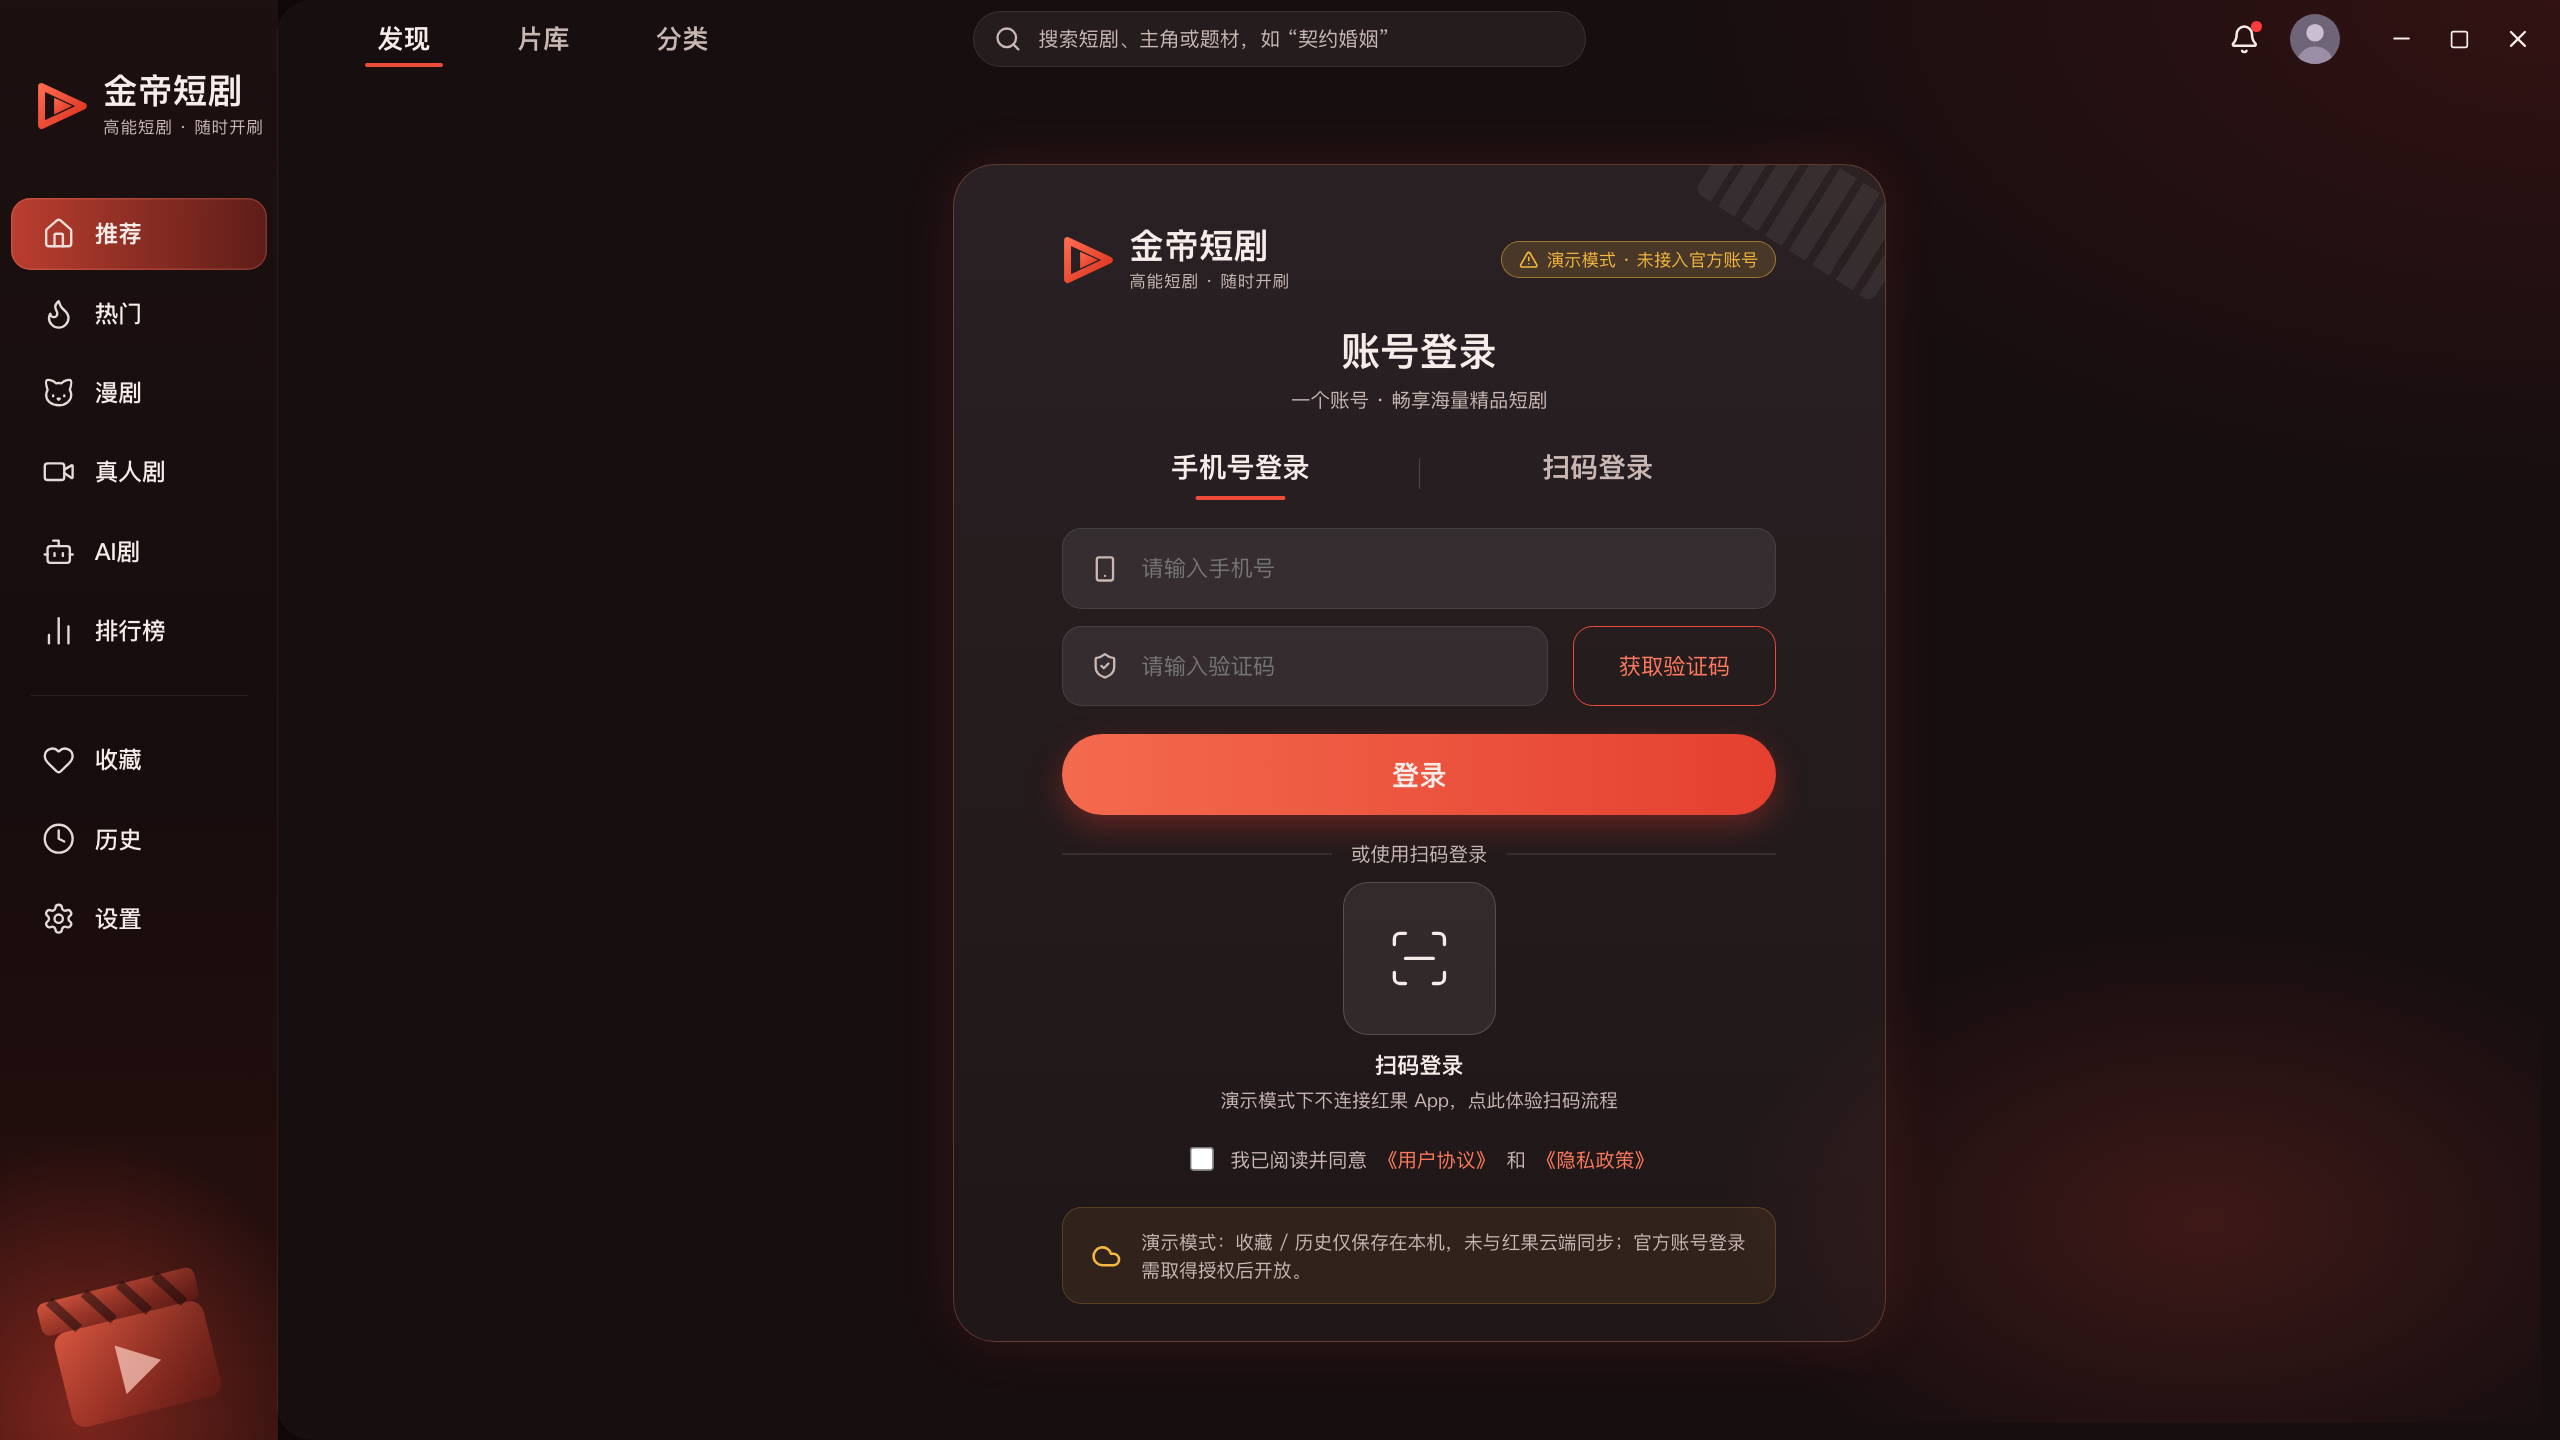 发现
片库
分类
搜索短剧、主角或题材，如 “契约婚姻”
金帝短剧
高能短剧 · 随时开刷
推荐
热门
漫剧
真人剧
AI剧
排行榜
收藏
历史
设置
金帝短剧
高能短剧 · 随时开刷
演示模式 · 未接入官方账号
账号登录
一个账号 · 畅享海量精品短剧
手机号登录
扫码登录
请输入手机号
请输入验证码
获取验证码
登录
或使用扫码登录
扫码登录
演示模式下不连接红果 App，点此体验扫码流程
我已阅读并同意 《用户协议》 和 《隐私政策》
演示模式：收藏 / 历史仅保存在本机，未与红果云端同步；官方账号登录
需取得授权后开放。